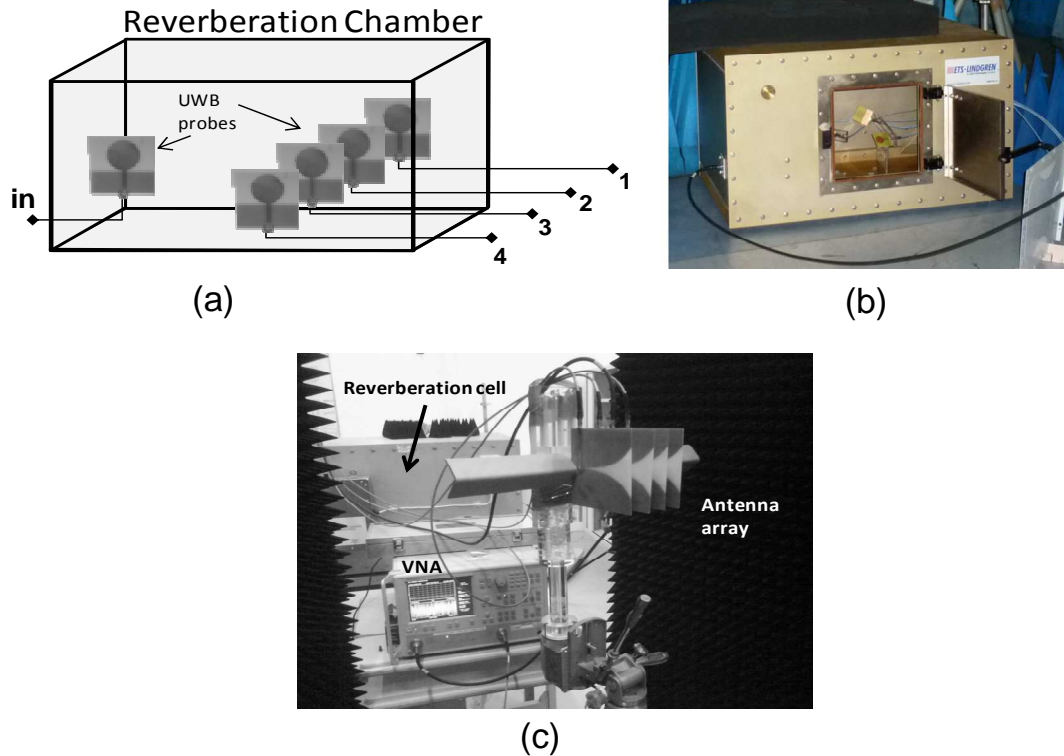 Reverberation Chamber
UWB
probes
in
1
2
3
4
(a)
ETS·LINDGREN
(b)
Reverberation cell
Antenna
array
VNA
(c)